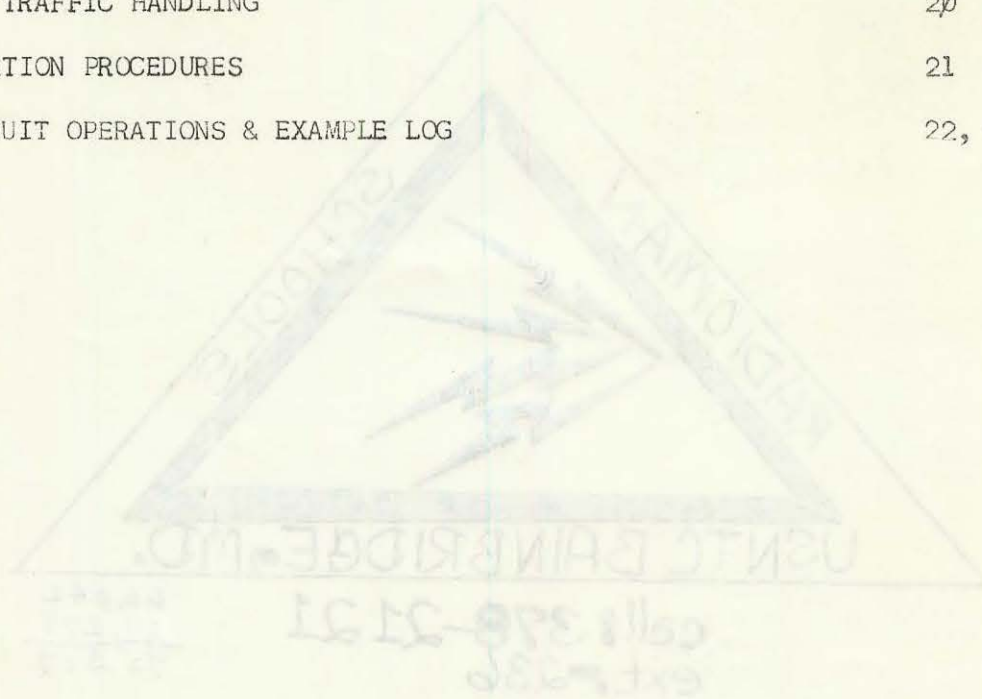 TRAFFIC HANDLING 20
TION PROCEDURES 21
UIT OPERATIONS & EXAMPLE LOG 22,
RADIOMAN
SCHOOLS
USNTC BAINBRIDGE-MD.
call: 378-2121
ext. 236